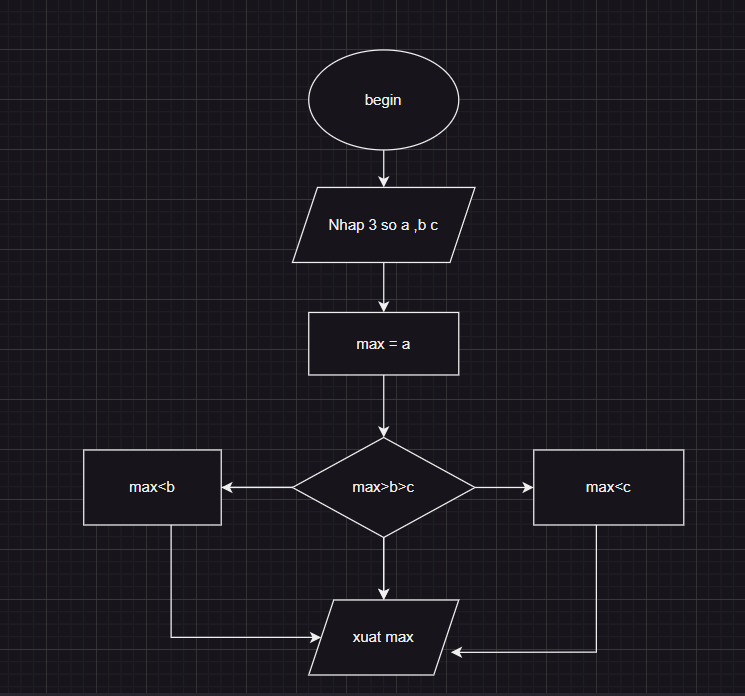 begin
Nhap 3 so a ,b c
max = a
max<b
max>b>c
max<c
xuat max